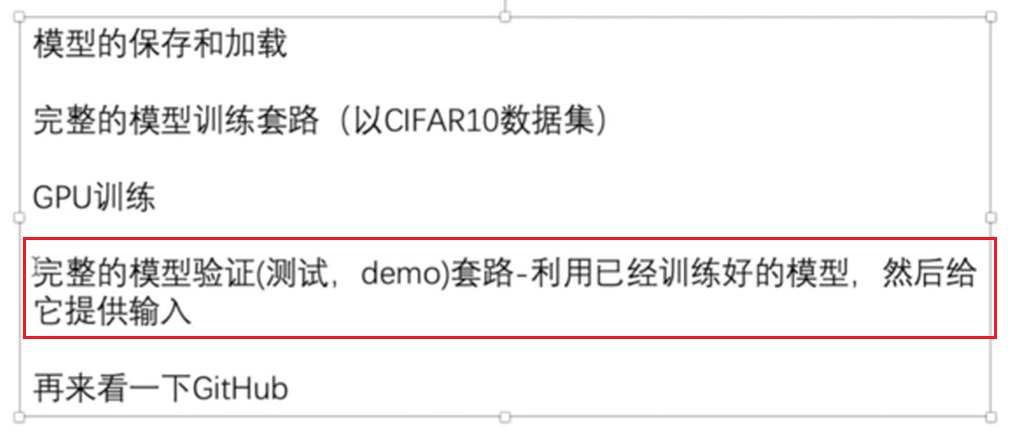 模型的保存和加载
完整的模型训练套路（以CIFAR10数据集）
GPU训练
完整的模型验证(测试，demo)套路-利用已经训练好的模型，然后给
它提供输入
再来看一下GitHub